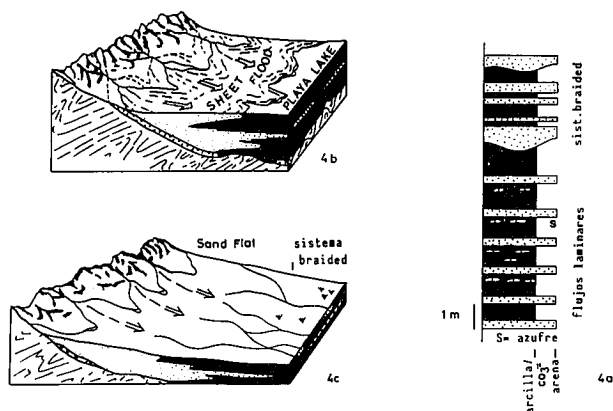 SHEET FLOOD
PLAYA LAKE
4b
Sand Flat
sistema
braided
4c
sist.braided
flujos laminares
S
1m
S= azufre
arcilla/
co₃=
arena
4a